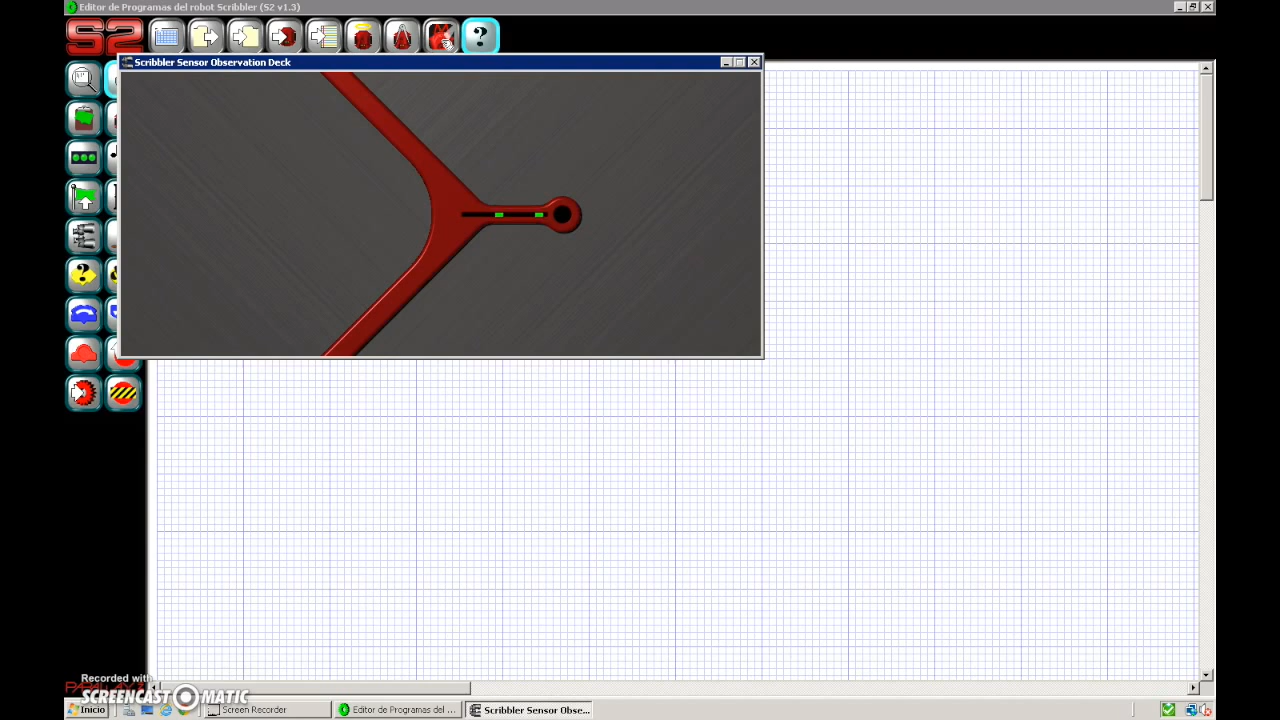 Editor de Programas del robot Scribbler (S2 v1.3)
S2
?
Scribbler Sensor Observation Deck
?
Recorded with
SCREENCAST MATIC
Inicio
Screen Recorder
Editor de Programas del ...
Scribbler Sensor Obse...